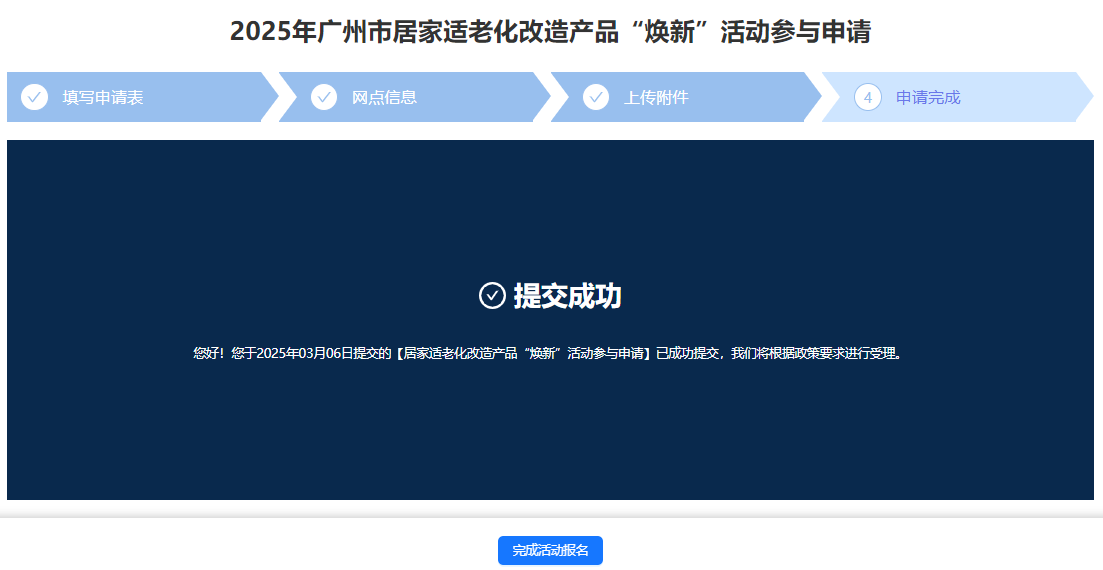 2025年广州市居家适老化改造产品“焕新”活动参与申请
填写申请表
网点信息
上传附件
4 申请完成
提交成功
您好！您于2025年03月06日提交的【居家适老化改造产品“焕新”活动参与申请】已成功提交，我们将根据政策要求进行受理。
完成活动报名